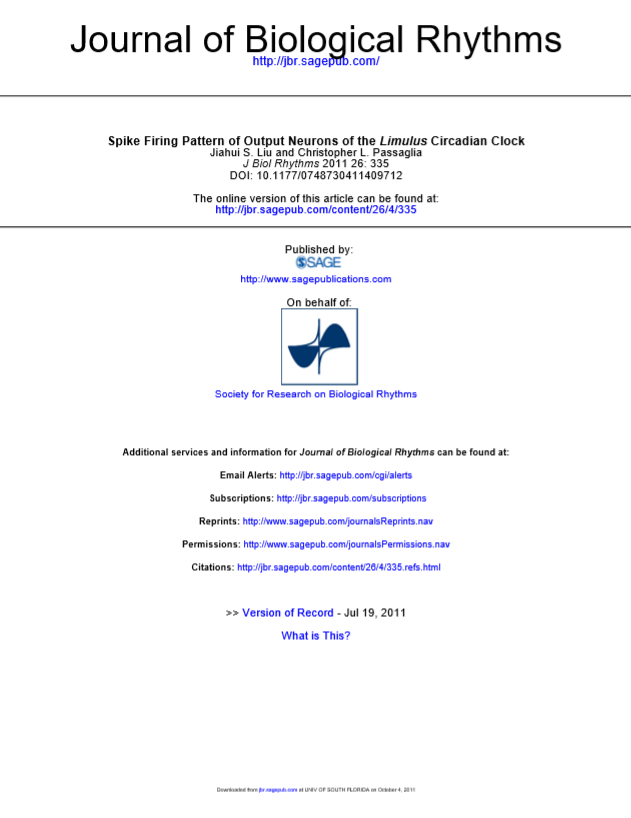 Journal of Biological Rhythms
http://jbr.sagepub.com/
Spike Firing Pattern of Output Neurons of the Limulus Circadian Clock
Jiahui S. Liu and Christopher L. Passaglia
J Biol Rhythms 2011 26: 335
DOI: 10.1177/0748730411409712
The online version of this article can be found at:
http://jbr.sagepub.com/content/26/4/335
Published by:
SAGE
http://www.sagepublications.com
On behalf of:
Society for Research on Biological Rhythms
Additional services and information for Journal of Biological Rhythms can be found at:
Email Alerts: http://jbr.sagepub.com/cgi/alerts
Subscriptions: http://jbr.sagepub.com/subscriptions
Reprints: http://www.sagepub.com/journalsReprints.nav
Permissions: http://www.sagepub.com/journalsPermissions.nav
Citations: http://jbr.sagepub.com/content/26/4/335.refs.html
>> Version of Record - Jul 19, 2011
What is This?
Downloaded from jbr.sagepub.com at UNIV OF SOUTH FLORIDA on October 4, 2011